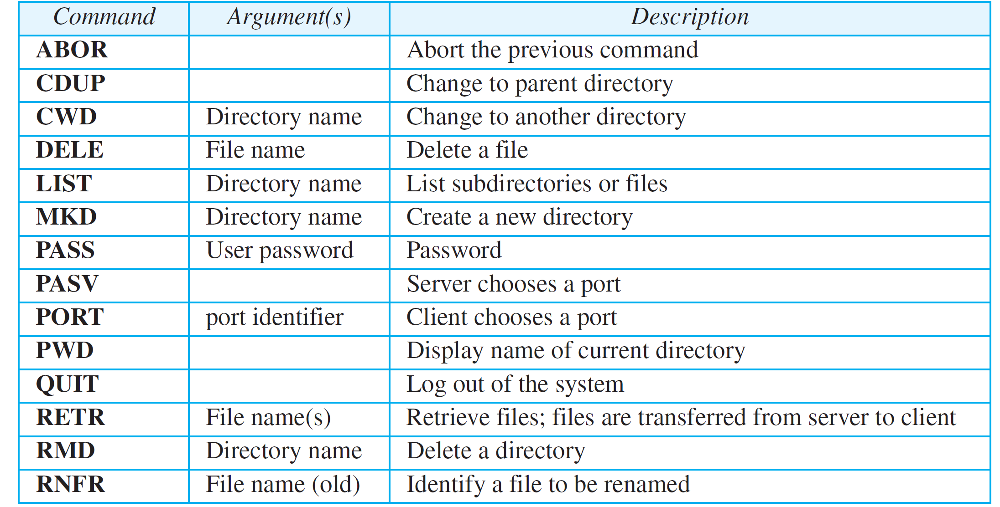 Command Argument(s) Description
ABOR Abort the previous command
CDUP Change to parent directory
CWD Directory name Change to another directory
DELE File name Delete a file
LIST Directory name List subdirectories or files
MKD Directory name Create a new directory
PASS User password Password
PASV Server chooses a port
PORT port identifier Client chooses a port
PWD Display name of current directory
QUIT Log out of the system
RETR File name(s) Retrieve files; files are transferred from server to client
RMD Directory name Delete a directory
RNFR File name (old) Identify a file to be renamed